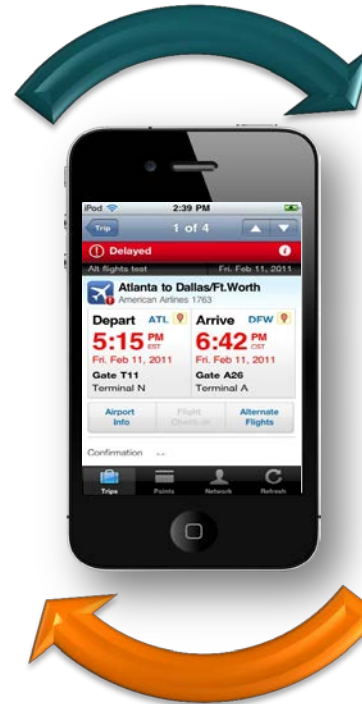 iPod 2:39 PM
Trip 1 of 4
Delayed
Alt flights test Fri. Feb 11, 2011
Atlanta to Dallas/Ft.Worth
American Airlines 1763
Depart ATL Arrive DFW
5:15 PM EST 6:42 PM CST
Fri. Feb 11, 2011 Fri. Feb 11, 2011
Gate T11 Gate A26
Terminal N Terminal A
Airport Info Flight Check-in Alternate Flights
Confirmation --
Trips Points Network Refresh